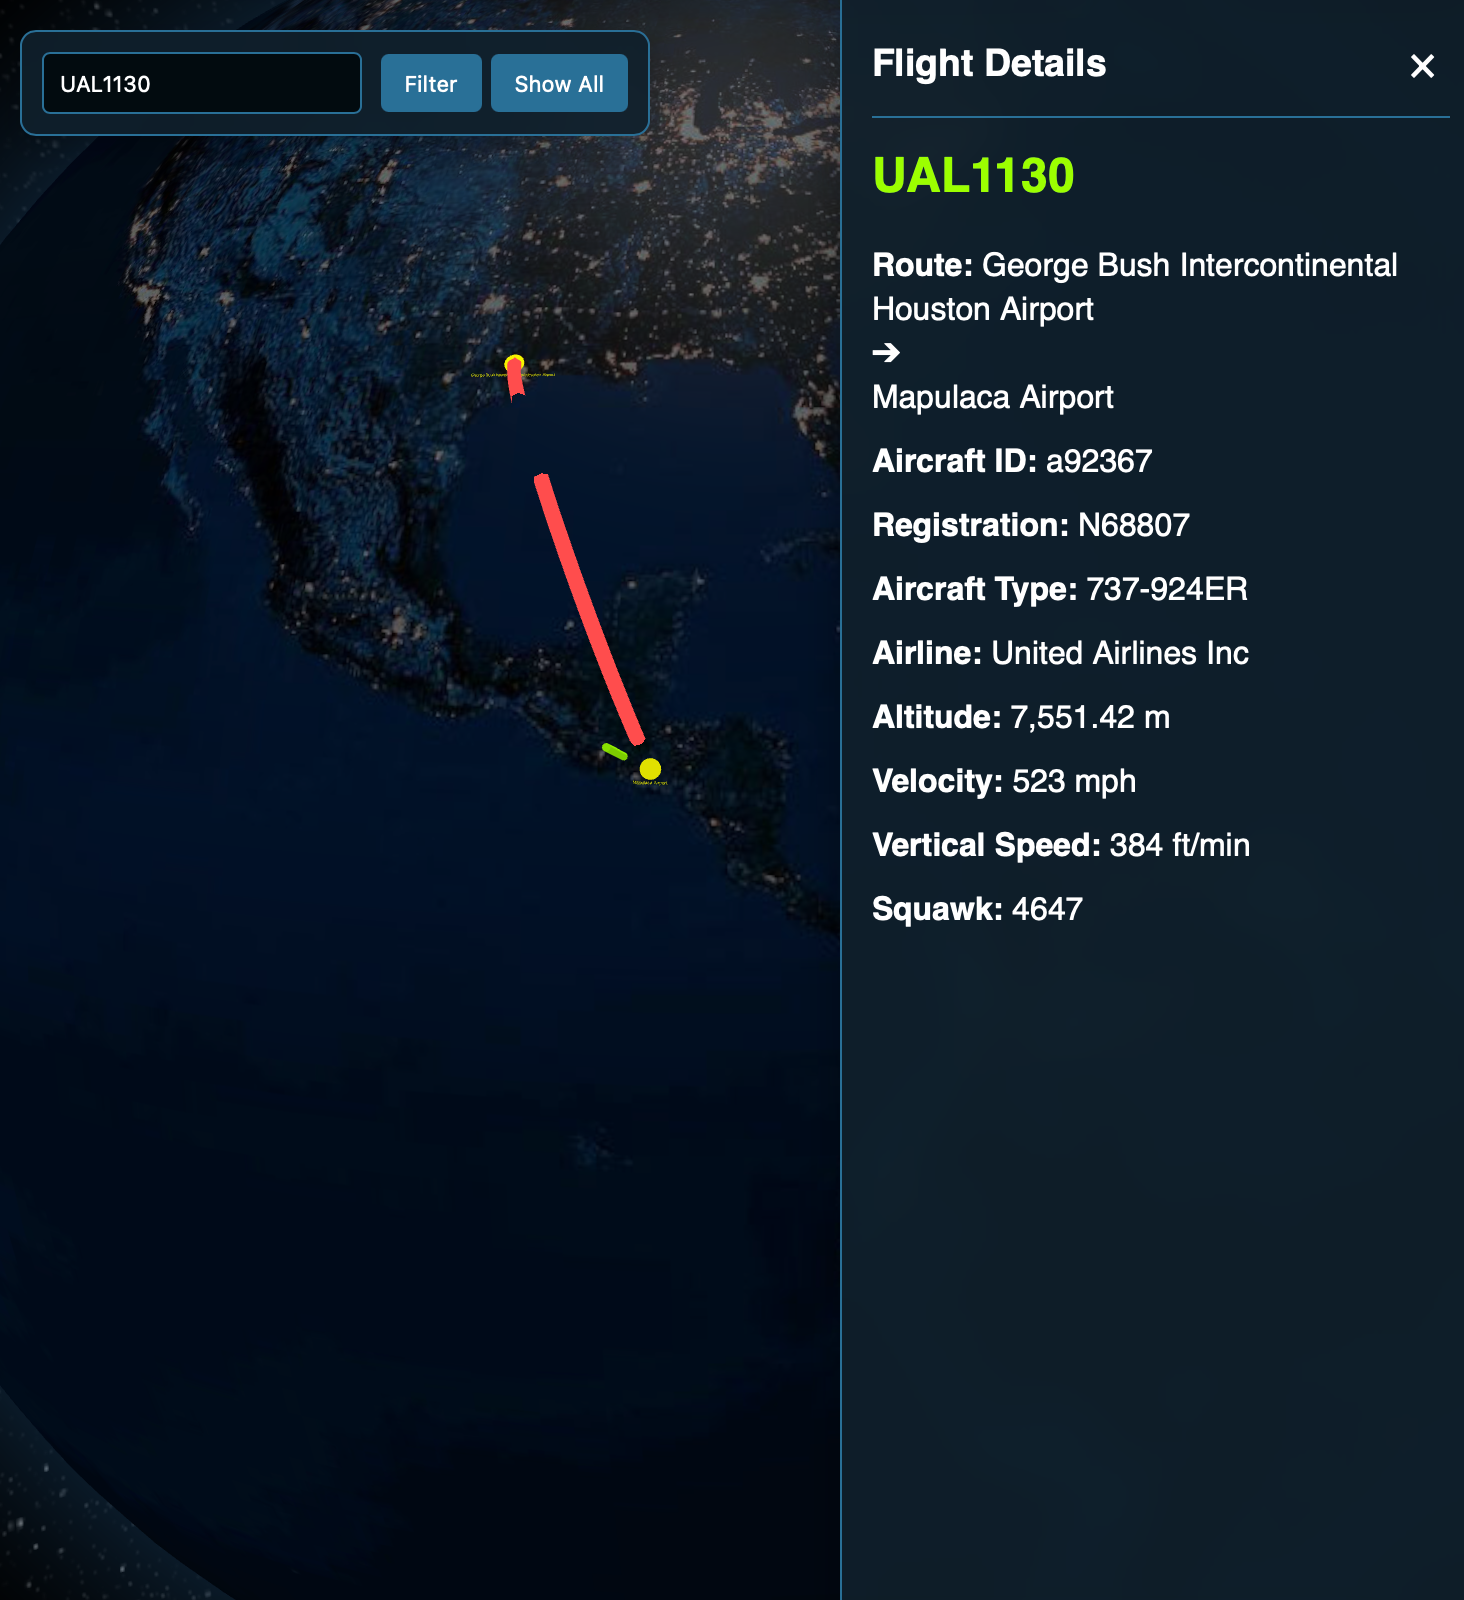 UAL1130
Filter
Show All
Flight Details
UAL1130
Route: George Bush Intercontinental
Houston Airport
➔
Mapulaca Airport
Aircraft ID: a92367
Registration: N68807
Aircraft Type: 737-924ER
Airline: United Airlines Inc
Altitude: 7,551.42 m
Velocity: 523 mph
Vertical Speed: 384 ft/min
Squawk: 4647
Mapulaca Airport